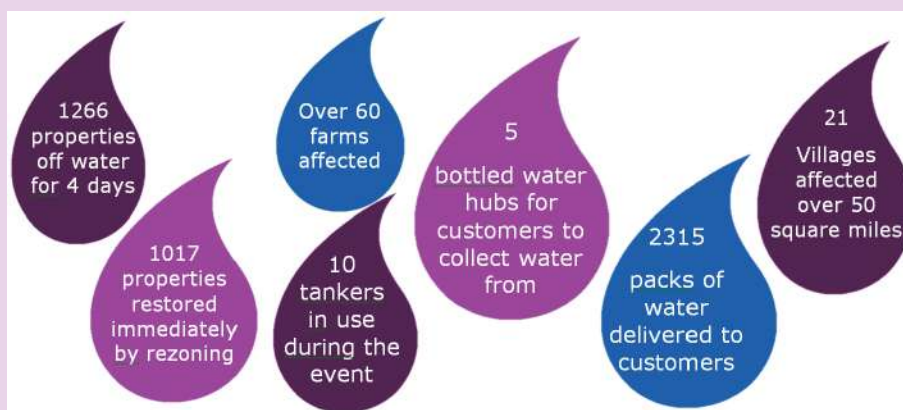 1266
properties
off water
for 4 days
1017
properties
restored
immediately
by rezoning
Over 60
farms
affected
10
tankers
in use
during the
event
5
bottled water
hubs for
customers to
collect water
from
2315
packs of
water
delivered to
customers
21
Villages
affected
over 50
square miles